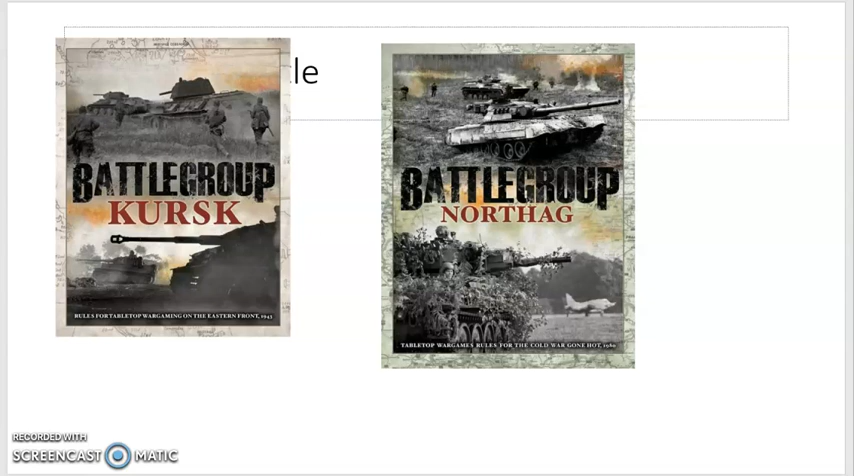 le
BATTLEGROUP
KURSK
RULES FOR TABLETOP WARGAMING ON THE EASTERN FRONT, 1943
BATTLEGROUP
NORTHAG
TABLETOP WARGAMES RULES FOR THE COLD WAR GONE HOT, 1980
RECORDED WITH
SCREENCAST MATIC